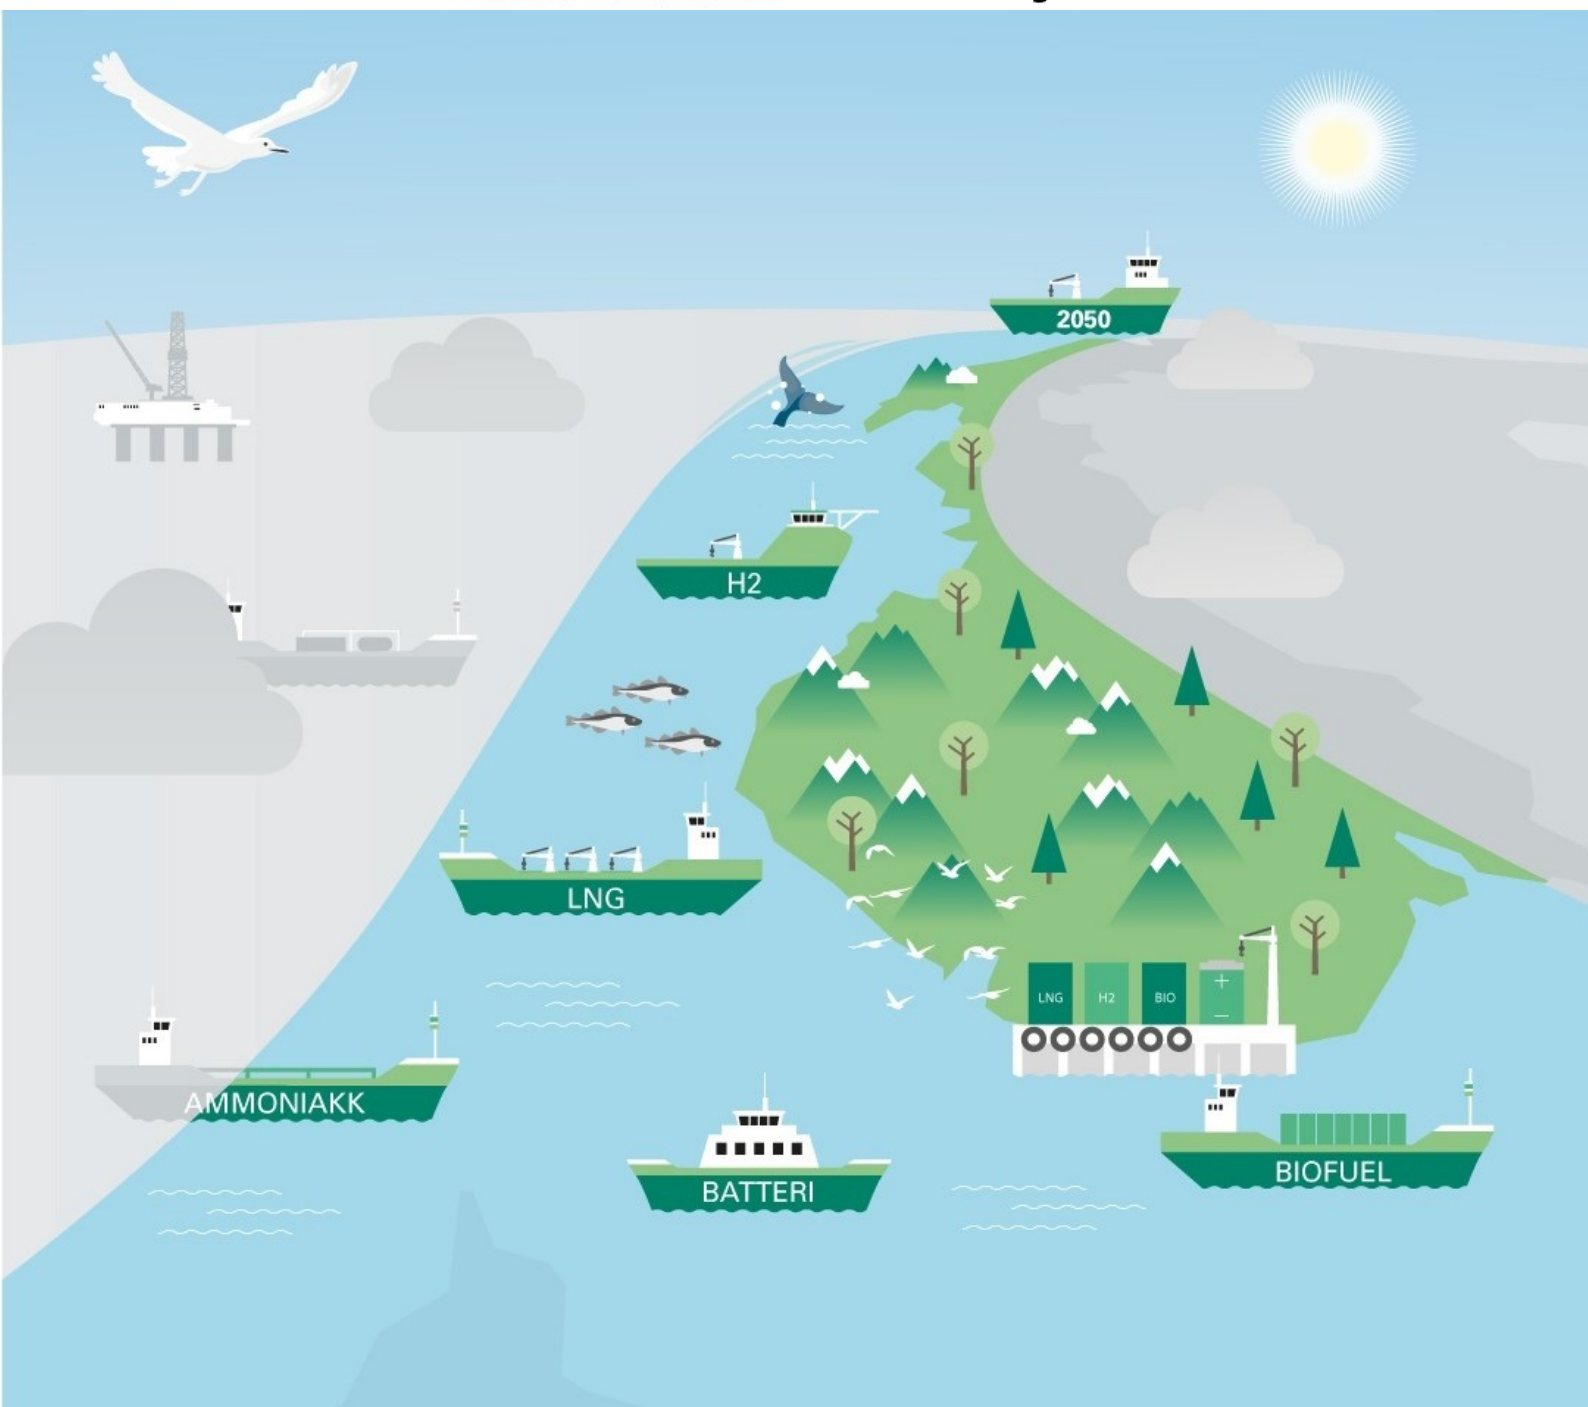 2050
H2
LNG
LNG
H2
BIO
+
—
AMMONIAKK
BATTERI
BIOFUEL